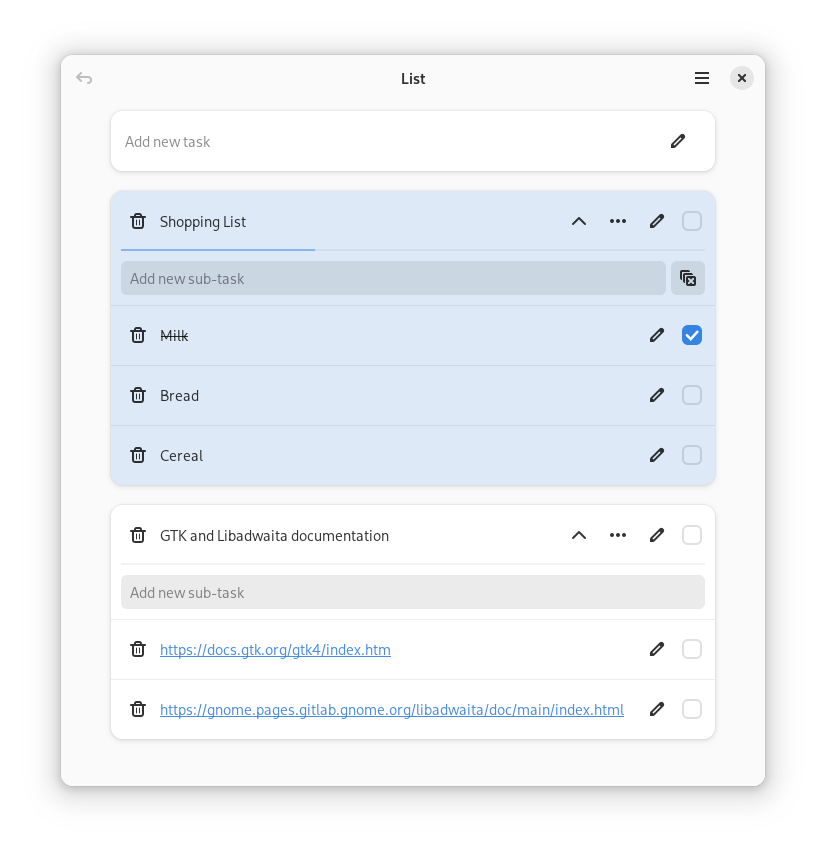 List
Add new task
Shopping List
Add new sub-task
Milk
Bread
Cereal
GTK and Libadwaita documentation
Add new sub-task
https://docs.gtk.org/gtk4/index.htm
https://gnome.pages.gitlab.gnome.org/libadwaita/doc/main/index.html